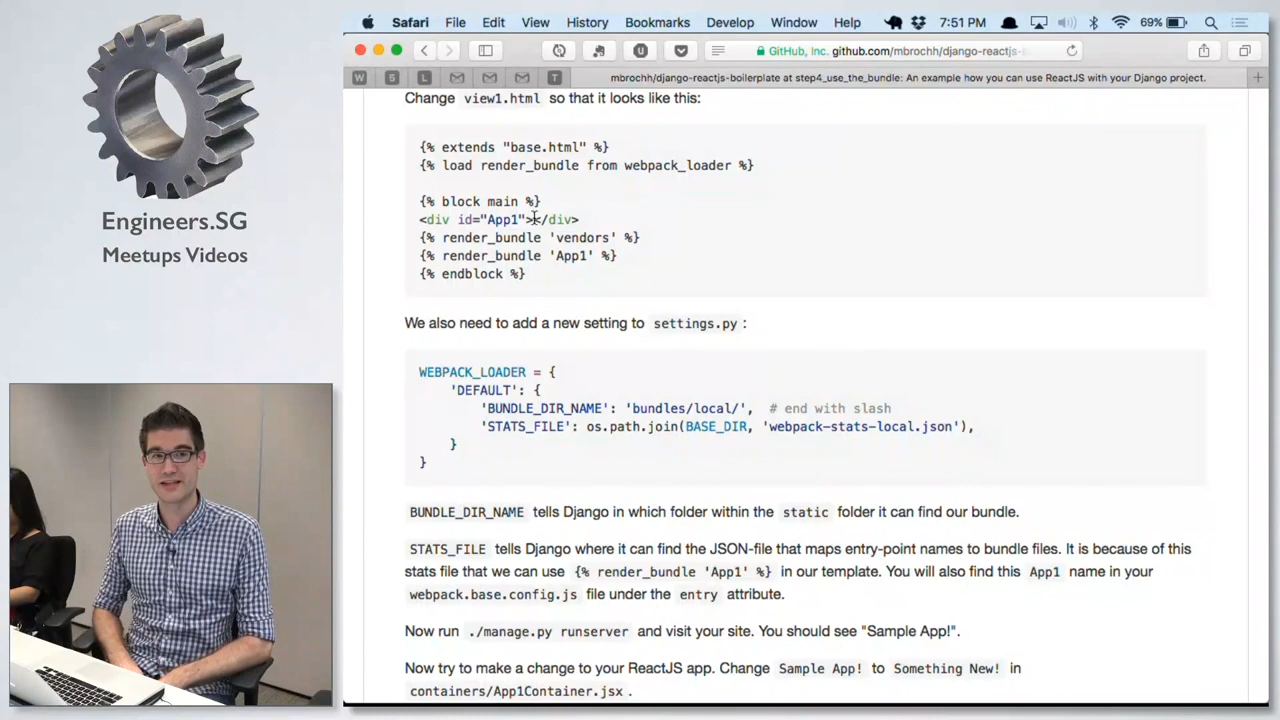 Safari File Edit View History Bookmarks Develop Window Help 7:51 PM 69%
GitHub, Inc. github.com/mbrochh/django-reactjs-
W 5 L T mbrochh/django-reactjs-boilerplate at step4_use_the_bundle: An example how you can use ReactJS with your Django project.
Engineers.SG
Meetups Videos
Change view1.html so that it looks like this:
{% extends "base.html" %}
{% load render_bundle from webpack_loader %}
{% block main %}
<div id="App1"></div>
{% render_bundle 'vendors' %}
{% render_bundle 'App1' %}
{% endblock %}
We also need to add a new setting to settings.py :
WEBPACK_LOADER = {
'DEFAULT': {
'BUNDLE_DIR_NAME': 'bundles/local/', # end with slash
'STATS_FILE': os.path.join(BASE_DIR, 'webpack-stats-local.json'),
}
}
BUNDLE_DIR_NAME tells Django in which folder within the static folder it can find our bundle.
STATS_FILE tells Django where it can find the JSON-file that maps entry-point names to bundle files. It is because of this
stats file that we can use {% render_bundle 'App1' %} in our template. You will also find this App1 name in your
webpack.base.config.js file under the entry attribute.
Now run ./manage.py runserver and visit your site. You should see "Sample App!".
Now try to make a change to your ReactJS app. Change Sample App! to Something New! in
containers/App1Container.jsx .